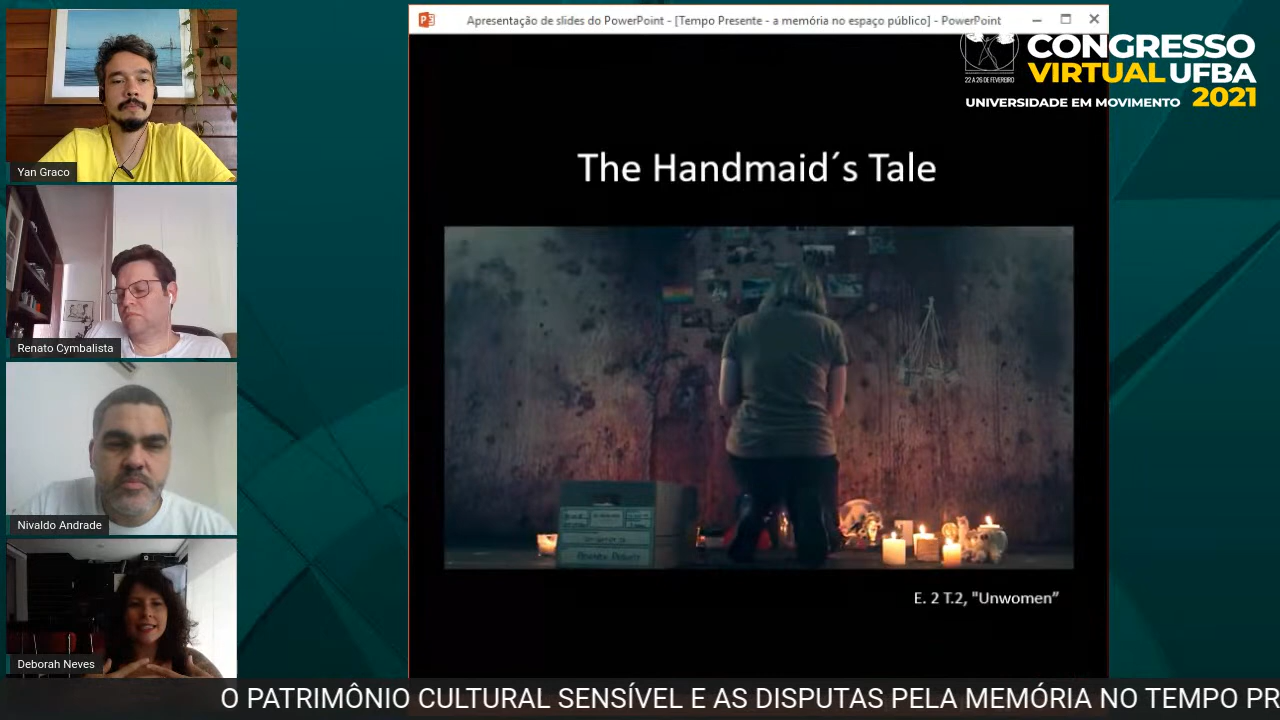 Apresentação de slides do PowerPoint - [Tempo Presente - a memória no espaço público] - PowerPoint
22 A 26 DE FEVEREIRO
CONGRESSO
VIRTUAL UFBA
UNIVERSIDADE EM MOVIMENTO 2021
The Handmaid´s Tale
E. 2 T.2, "Unwomen”
Yan Graco
Renato Cymbalista
Nivaldo Andrade
Deborah Neves
O PATRIMÔNIO CULTURAL SENSÍVEL E AS DISPUTAS PELA MEMÓRIA NO TEMPO PR